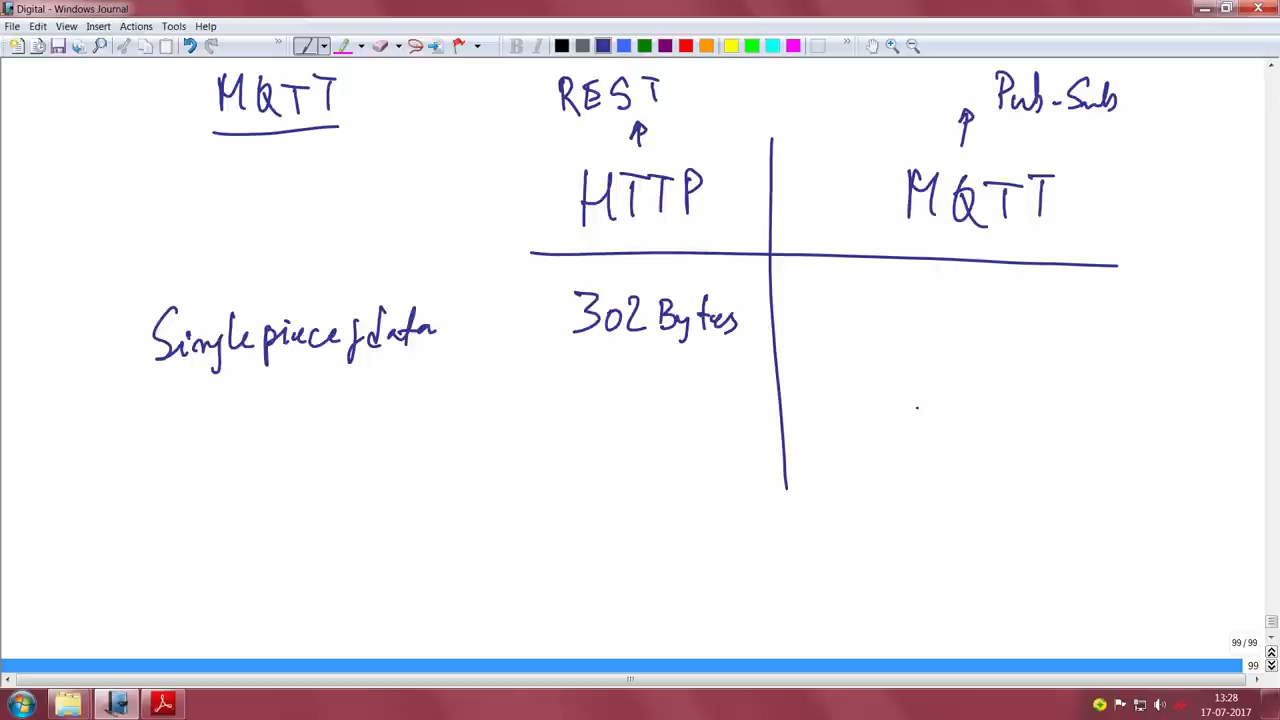 Digital - Windows Journal
File Edit View Insert Actions Tools Help
MQTT REST Pub-Sub
HTTP MQTT
Single piece of data 302 Bytes
99 / 99
99
13:28
17-07-2017